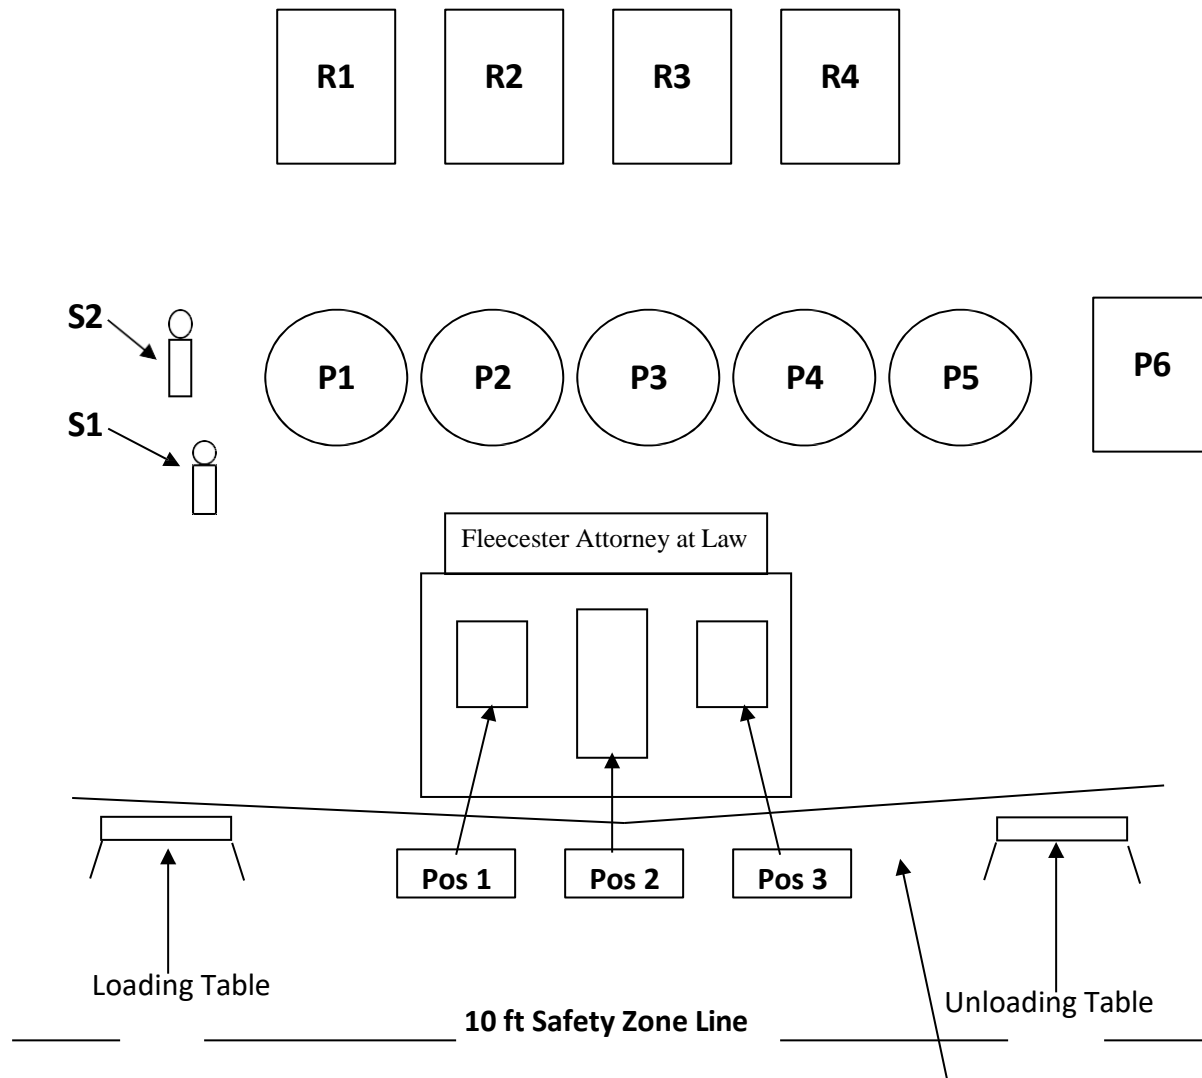 R1
R2
R3
R4
S2
P1
P2
P3
P4
P5
P6
S1
Fleecester Attorney at Law
Pos 1
Pos 2
Pos 3
Loading Table
Unloading Table
10 ft Safety Zone Line